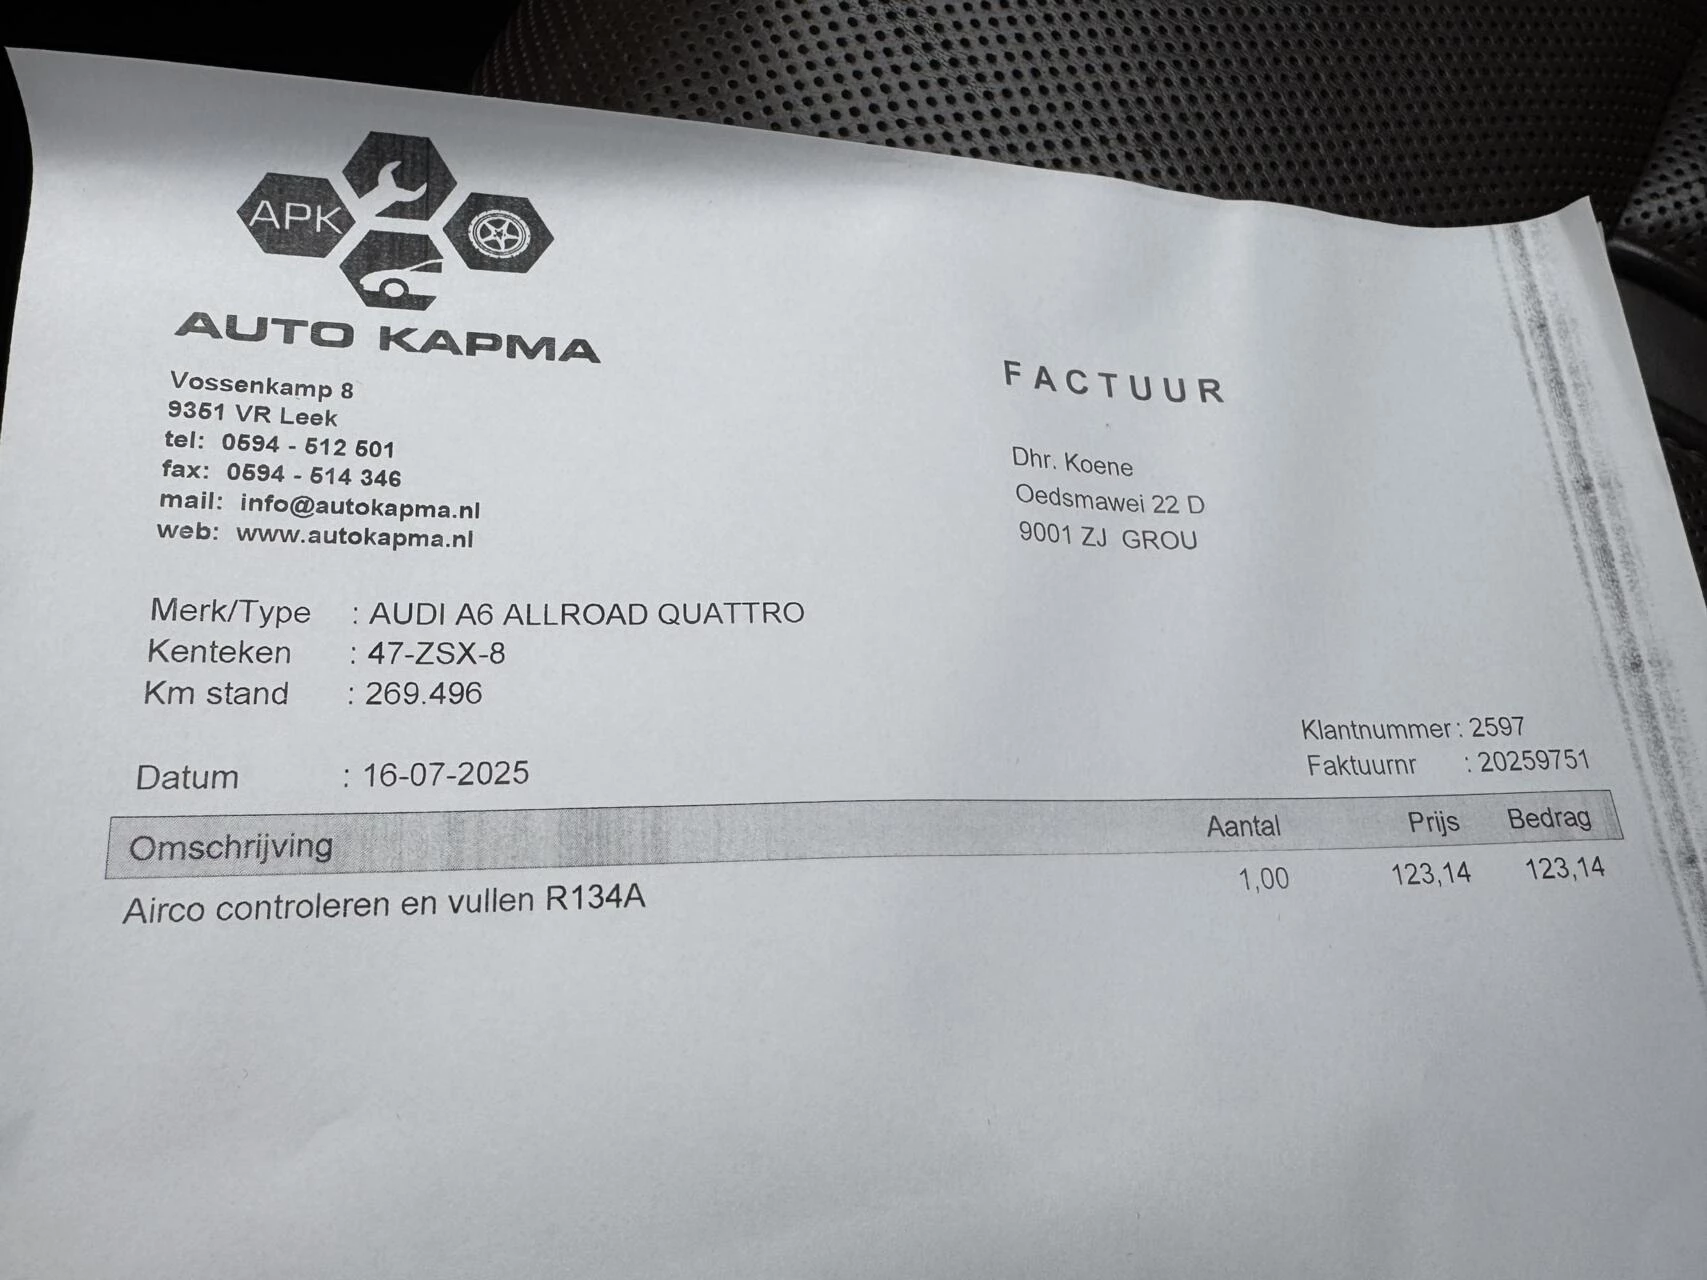 APK
AUTO KAPMA
Vossenkamp 8
9351 VR Leek
tel: 0594 - 512 501
fax: 0594 - 514 346
mail: info@autokapma.nl
web: www.autokapma.nl
FACTUUR
Dhr. Koene
Oedsmawei 22 D
9001 ZJ GROU
Merk/Type : AUDI A6 ALLROAD QUATTRO
Kenteken : 47-ZSX-8
Km stand : 269.496
Klantnummer : 2597
Faktuurnr : 20259751
Datum : 16-07-2025
Omschrijving Aantal Prijs Bedrag
Airco controleren en vullen R134A 1,00 123,14 123,14